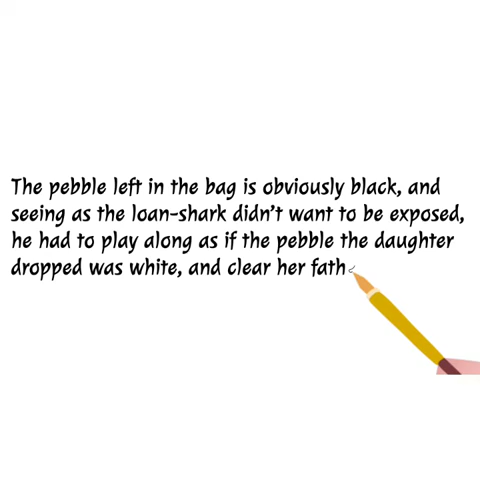 The pebble left in the bag is obviously black, and
seeing as the loan-shark didn't want to be exposed,
he had to play along as if the pebble the daughter
dropped was white, and clear her fath